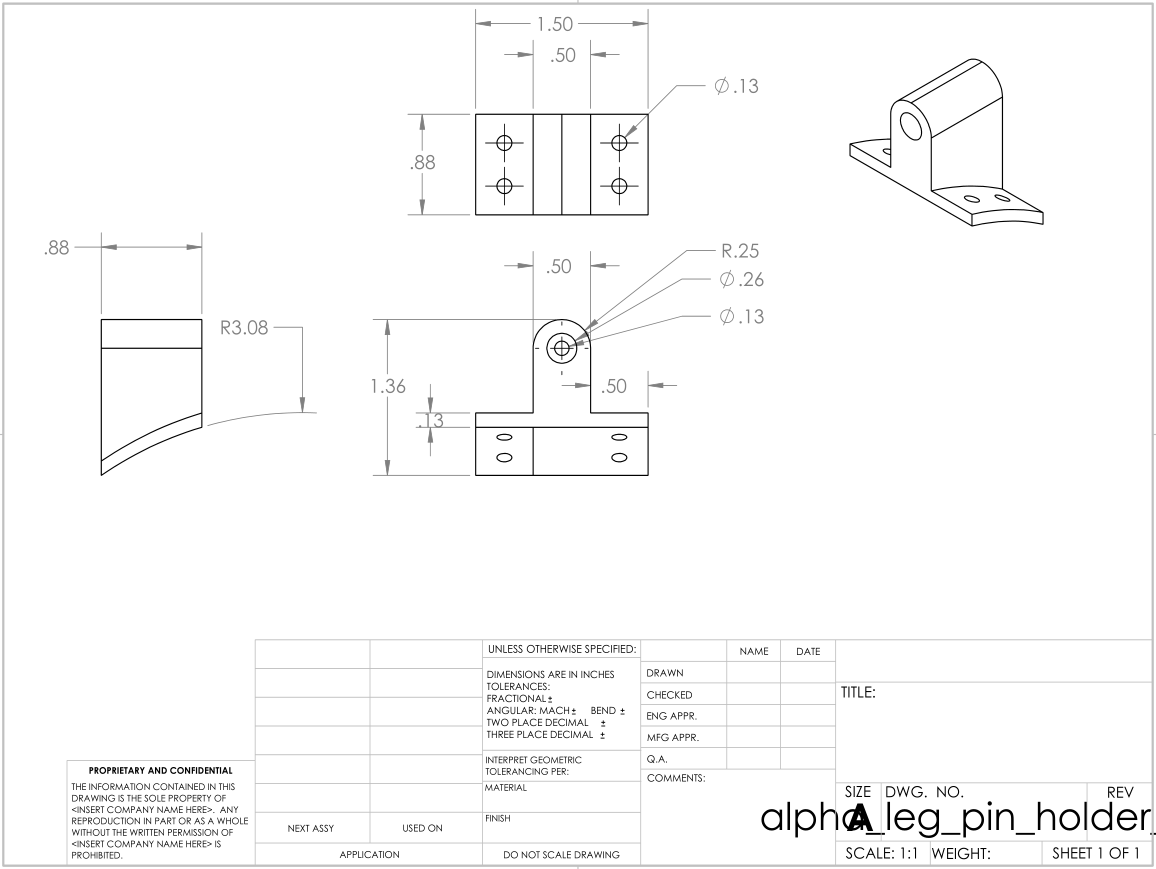 1.50
.50
⌀.13
.88
.88
.50
R.25
⌀.26
⌀.13
R3.08
1.36
.50
.13
UNLESS OTHERWISE SPECIFIED:
DIMENSIONS ARE IN INCHES
TOLERANCES:
FRACTIONAL±
ANGULAR: MACH± BEND ±
TWO PLACE DECIMAL ±
THREE PLACE DECIMAL ±
INTERPRET GEOMETRIC
TOLERANCING PER:
MATERIAL
FINISH
DO NOT SCALE DRAWING
NAME DATE
DRAWN
CHECKED
ENG APPR.
MFG APPR.
Q.A.
COMMENTS:
TITLE:
SIZE DWG. NO. REV
A
alpha_leg_pin_holder_
SCALE: 1:1 WEIGHT: SHEET 1 OF 1
PROPRIETARY AND CONFIDENTIAL
THE INFORMATION CONTAINED IN THIS
DRAWING IS THE SOLE PROPERTY OF
<INSERT COMPANY NAME HERE>. ANY
REPRODUCTION IN PART OR AS A WHOLE
WITHOUT THE WRITTEN PERMISSION OF
<INSERT COMPANY NAME HERE> IS
PROHIBITED.
NEXT ASSY USED ON
APPLICATION